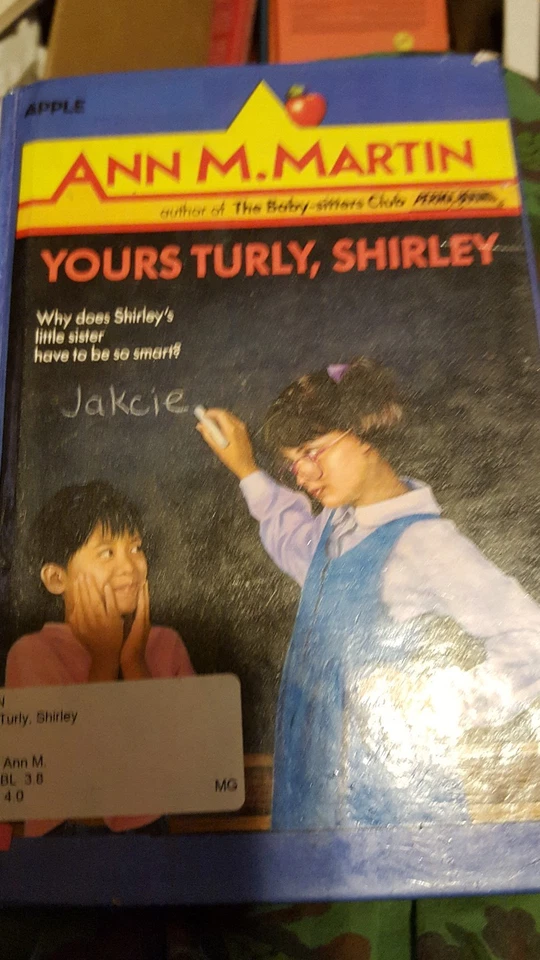 APPLE
ANN M. MARTIN
author of The Baby-sitters Club
YOURS TURLY, SHIRLEY
Why does Shirley's
little sister
have to be so smart?
Jakcie
N
Turly, Shirley
Ann M.
BL 3.8
4.0
MG